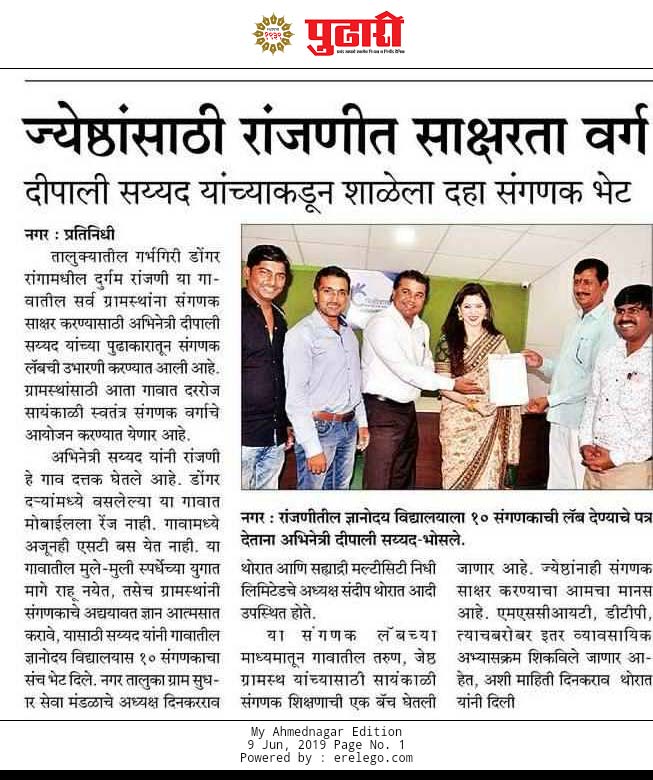 पुढारी
ज्येष्ठांसाठी रांजणीत साक्षरता वर्ग
दीपाली सय्यद यांच्याकडून शाळेला दहा संगणक भेट
नगर : प्रतिनिधी
तालुक्यातील गर्भगिरी डोंगर
रांगामधील दुर्गम रांजणी या गा-
वातील सर्व ग्रामस्थांना संगणक
साक्षर करण्यासाठी अभिनेत्री दीपाली
सय्यद यांच्या पुढाकारातून संगणक
लॅबची उभारणी करण्यात आली आहे.
ग्रामस्थांसाठी आता गावात दररोज
सायंकाळी स्वतंत्र संगणक वर्गाचे
आयोजन करण्यात येणार आहे.
अभिनेत्री सय्यद यांनी रांजणी
हे गाव दत्तक घेतले आहे. डोंगर
दऱ्यांमध्ये वसलेल्या या गावात
मोबाईलला रेंज नाही. गावामध्ये
अजूनही एसटी बस येत नाही. या
गावातील मुले-मुली स्पर्धेच्या युगात
मागे राहू नयेत, तसेच ग्रामस्थांनी
संगणकाचे अद्ययावत ज्ञान आत्मसात
करावे, यासाठी सय्यद यांनी गावातील
ज्ञानोदय विद्यालयास १० संगणकाचा
संच भेट दिले. नगर तालुका ग्राम सुध-
ार सेवा मंडळाचे अध्यक्ष दिनकरराव
नगर : रांजणीतील ज्ञानोदय विद्यालयाला १० संगणकाची लॅब देण्याचे पत्र
देताना अभिनेत्री दीपाली सय्यद-भोसले.
थोरात आणि सह्याद्री मल्टीसिटी निधी
लिमिटेडचे अध्यक्ष संदीप थोरात आदी
उपस्थित होते.
या संगणक लॅबच्या
माध्यमातून गावातील तरुण, जेष्ठ
ग्रामस्थ यांच्यासाठी सायंकाळी
संगणक शिक्षणाची एक बॅच घेतली
जाणार आहे. ज्येष्ठांनाही संगणक
साक्षर करण्याचा आमचा मानस
आहे. एमएससीआयटी, डीटीपी,
त्याचबरोबर इतर व्यावसायिक
अभ्यासक्रम शिकविले जाणार आ-
हेत, अशी माहिती दिनकराव थोरात
यांनी दिली
My Ahmednagar Edition
9 Jun, 2019 Page No. 1
Powered by : erelego.com